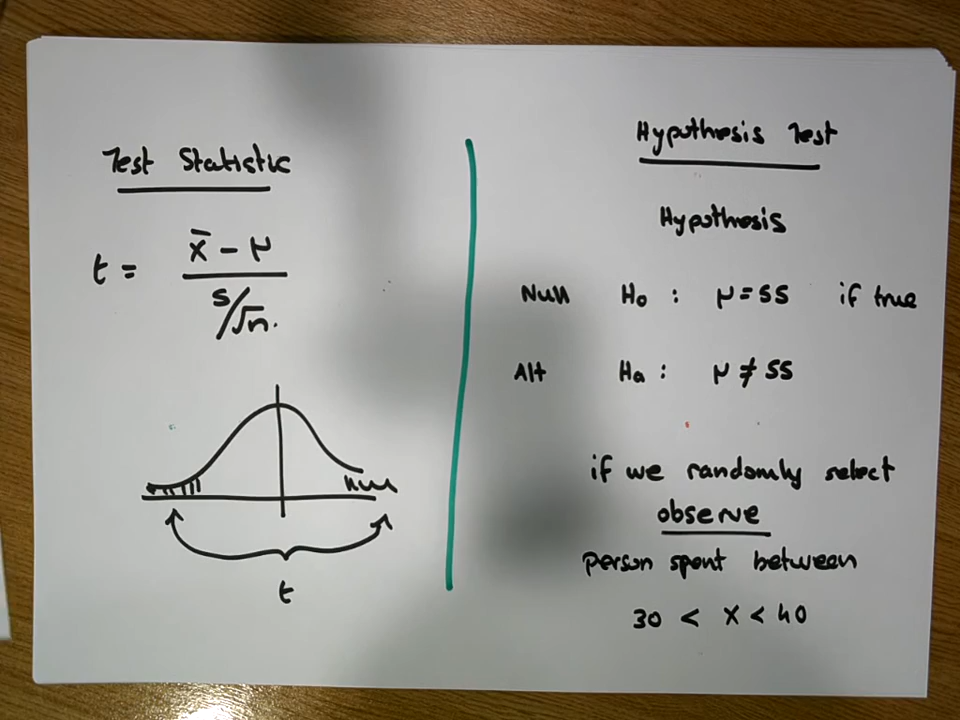 Test Statistic
t = x̄ - μ
s/√n.
t
Hypothesis Test
Hypothesis
Null H₀ : μ = 55 if true
Alt Hₐ : μ ≠ 55
if we randomly select
observe
person spent between
30 < X < 40